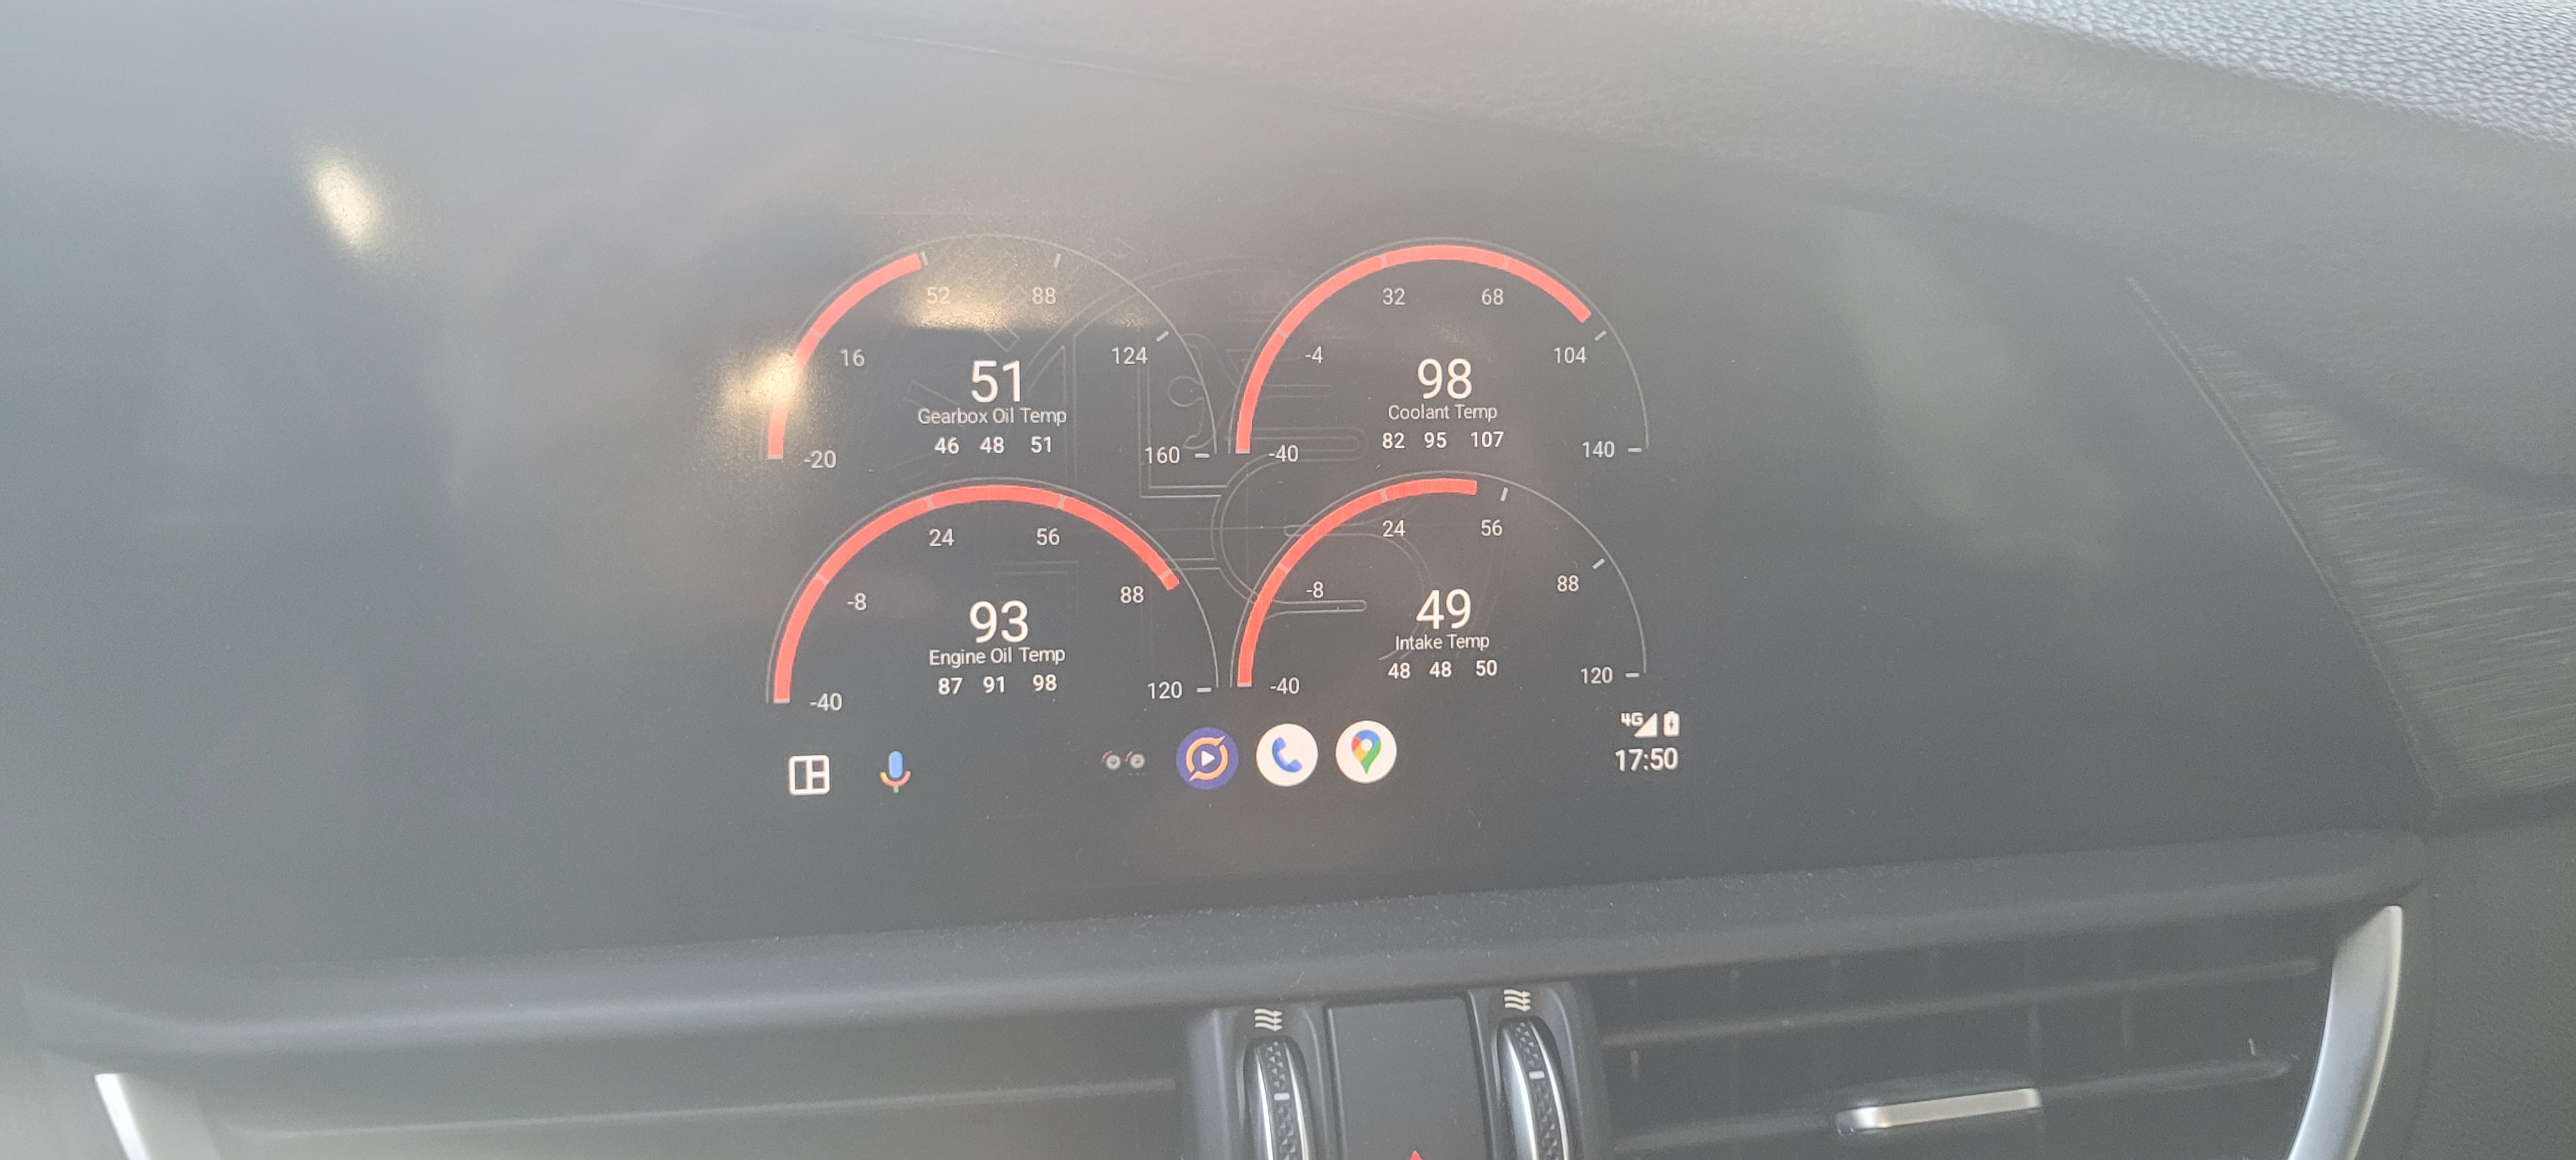 52 88
16 124
51
Gearbox Oil Temp
46 48 51
-20 160
32 68
-4 104
98
Coolant Temp
82 95 107
-40 140
24 56
-8 88
93
Engine Oil Temp
87 91 98
-40 120
24 56
-8 88
49
Intake Temp
48 48 50
-40 120
4G
17:50